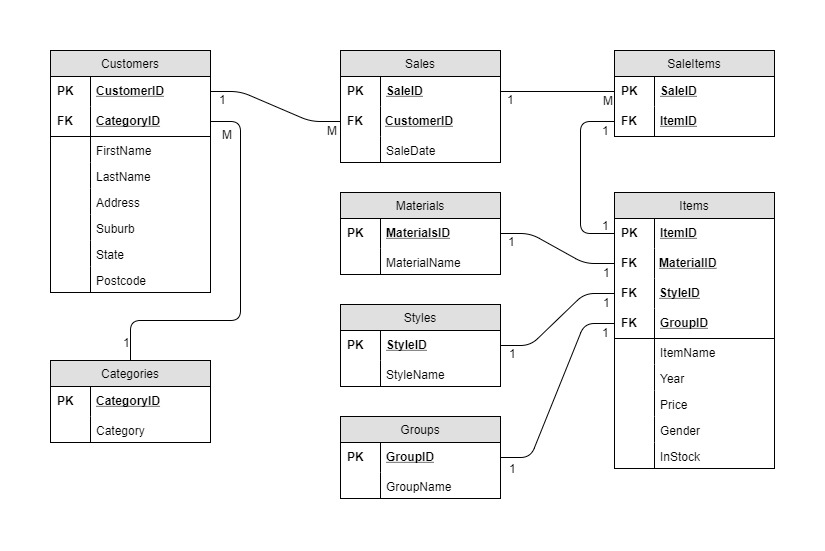 Customers
PK CustomerID
FK CategoryID
FirstName
LastName
Address
Suburb
State
Postcode
1
M
Sales
PK SaleID
FK CustomerID
SaleDate
M
1
SaleItems
PK SaleID
FK ItemID
M
1
Materials
PK MaterialsID
MaterialName
1
Items
PK ItemID
FK MaterialID
FK StyleID
FK GroupID
ItemName
Year
Price
Gender
InStock
1
1
1
1
Styles
PK StyleID
StyleName
1
Categories
PK CategoryID
Category
1
Groups
PK GroupID
GroupName
1